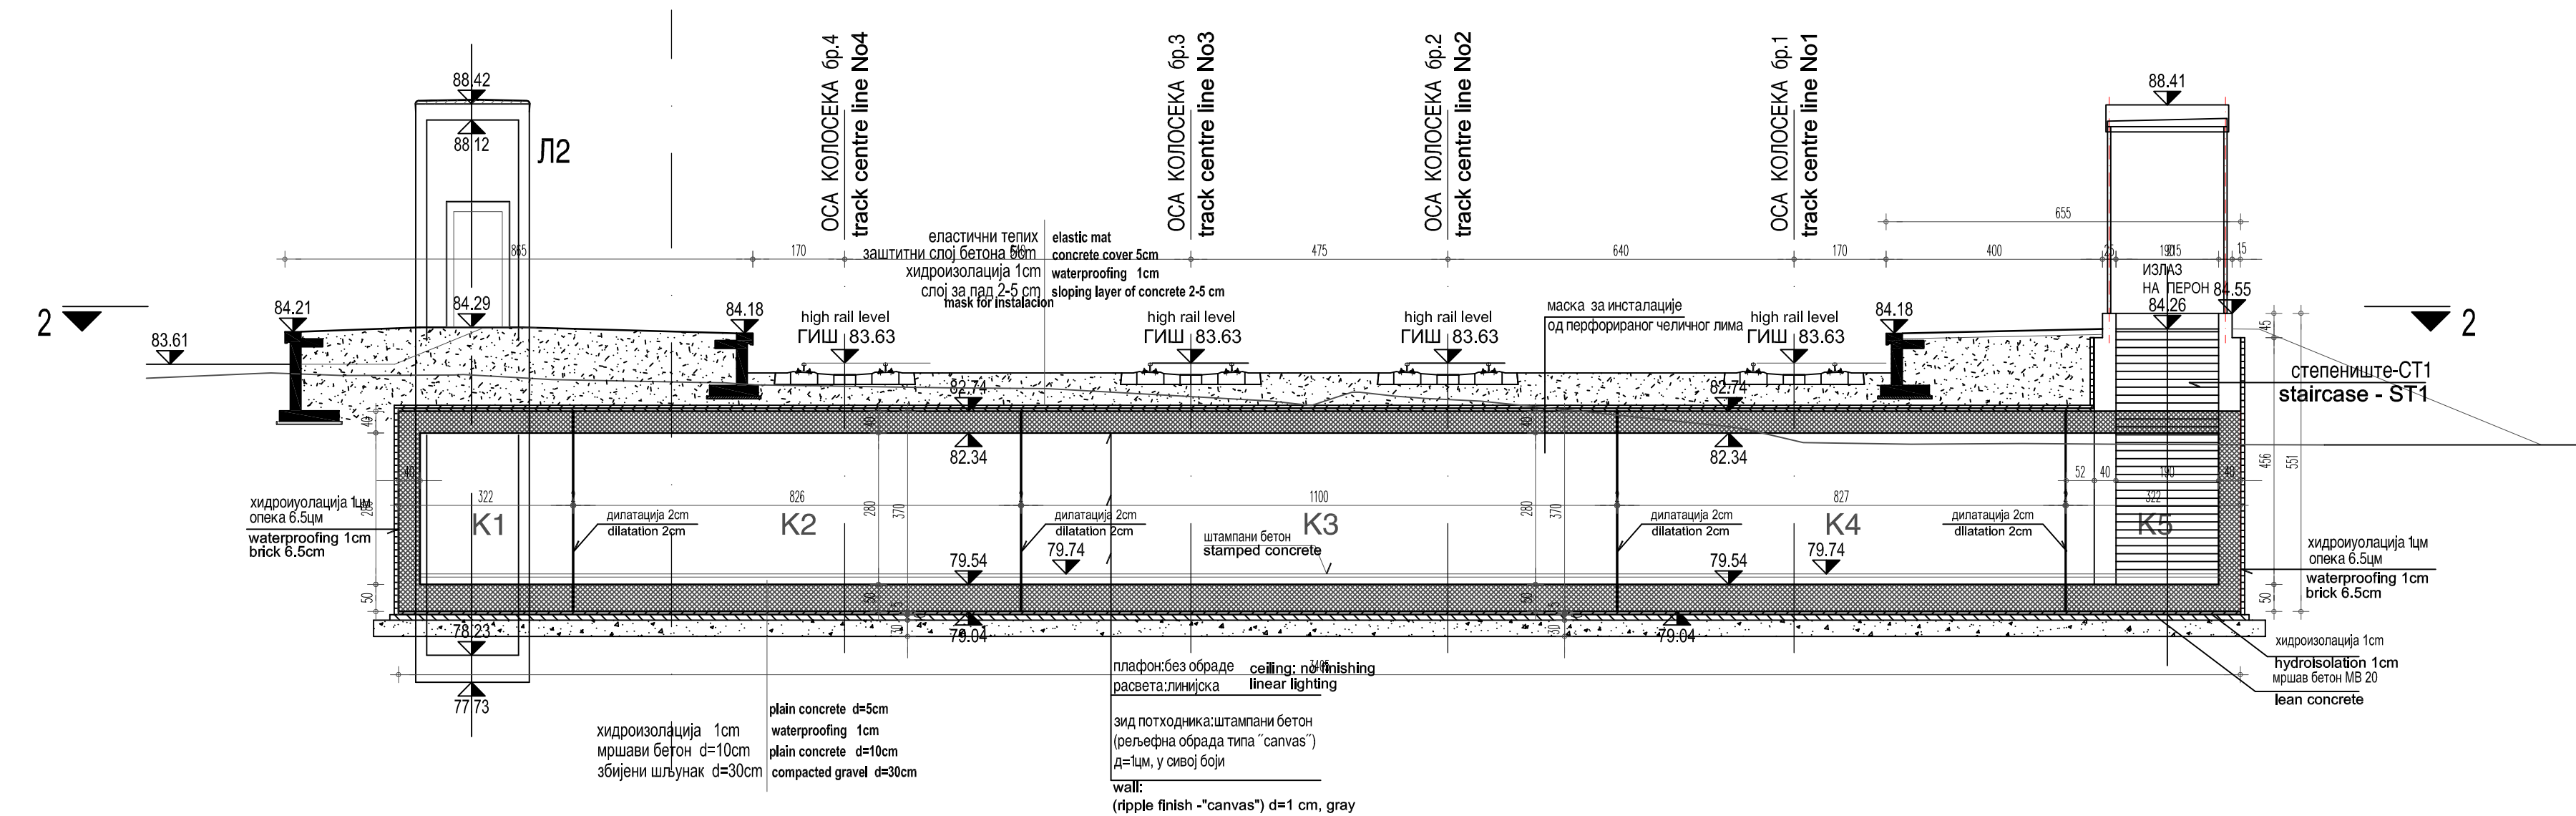 ОСА КОЛОСЕКА бр.4
track centre line No4
ОСА КОЛОСЕКА бр.3
track centre line No3
ОСА КОЛОСЕКА бр.2
track centre line No2
ОСА КОЛОСЕКА бр.1
track centre line No1
88.42
88.12
Л2
88.41
655
865
170
475
640
170
400
25
15
еластични тепих
elastic mat
заштитни слој бетона 5cm
concrete cover 5cm
хидроизолација 1cm
waterproofing 1cm
слој за пад 2-5 cm
sloping layer of concrete 2-5 cm
mask for instalacion
ИЗЛАЗ
НА ПЕРОН
84.55
84.26
2
83.61
84.21
84.29
84.18
high rail level
ГИШ 83.63
high rail level
ГИШ 83.63
high rail level
ГИШ 83.63
high rail level
ГИШ 83.63
маска за инсталације
од перфорираног челичног лима
84.18
2
45
степениште-СТ1
staircase - ST1
82.74
82.74
40
40
40
82.34
82.34
456
551
40
52
40
190
40
322
826
1100
827
322
K1
K2
K3
K4
K5
280
370
280
370
хидроиуолација 1цм
опека 6.5цм
waterproofing 1cm
brick 6.5cm
дилатација 2cm
dilatation 2cm
дилатација 2cm
dilatation 2cm
дилатација 2cm
dilatation 2cm
дилатација 2cm
dilatation 2cm
штампани бетон
stamped concrete
79.54
79.74
79.54
79.74
хидроиуолација 1цм
опека 6.5цм
waterproofing 1cm
brick 6.5cm
50
50
50
50
30
30
78.23
79.04
79.04
77.73
плафон:без обраде
ceiling: no finishing
расвета:линијска
linear lighting
хидроизолација 1cm
hydroisolation 1cm
мршав бетон МВ 20
lean concrete
plain concrete d=5cm
хидроизолација 1cm
waterproofing 1cm
мршави бетон d=10cm
plain concrete d=10cm
збијени шљунак d=30cm
compacted gravel d=30cm
зид потходника:штампани бетон
(рељефна обрада типа ˝canvas˝)
д=1цм, у сивој боји
wall:
(ripple finish -"canvas") d=1 cm, gray